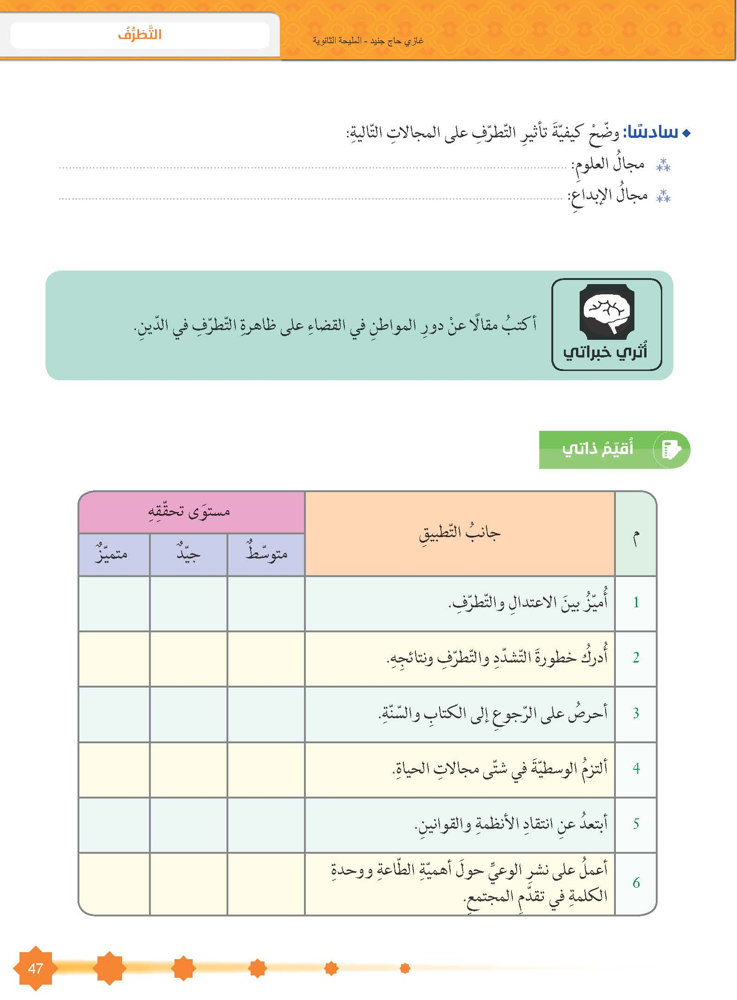 التَّطَرُّفُ
غازي حاج جنيد - المليحة الثانوية
سادسًا: وضّحْ كيفيّةَ تأثيرِ التّطرّفِ على المجالاتِ التّاليةِ:
مجالُ العلومِ:
مجالُ الإبداعِ:
أكتبُ مقالًا عنْ دورِ المواطنِ في القضاءِ على ظاهرةِ التّطرّفِ في الدّينِ.
أُثري خبراتي
أُقيّمُ ذاتي
م
جانبُ التّطبيقِ
مستوَى تحقّقِهِ
متوسّطٌ
جيّدٌ
متميّزٌ
1 أُميّزُ بينَ الاعتدالِ والتّطرّفِ.
2 أُدركُ خطورةَ التّشدّدِ والتّطرّفِ ونتائجِهِ.
3 أحرصُ على الرّجوعِ إلى الكتابِ والسّنّةِ.
4 ألتزمُ الوسطيّةَ في شتّى مجالاتِ الحياةِ.
5 أبتعدُ عنِ انتقادِ الأنظمةِ والقوانينِ.
6 أعملُ على نشرِ الوعيِّ حولَ أهميّةِ الطّاعةِ ووحدةِ
الكلمةِ في تقدّمِ المجتمعِ.
47